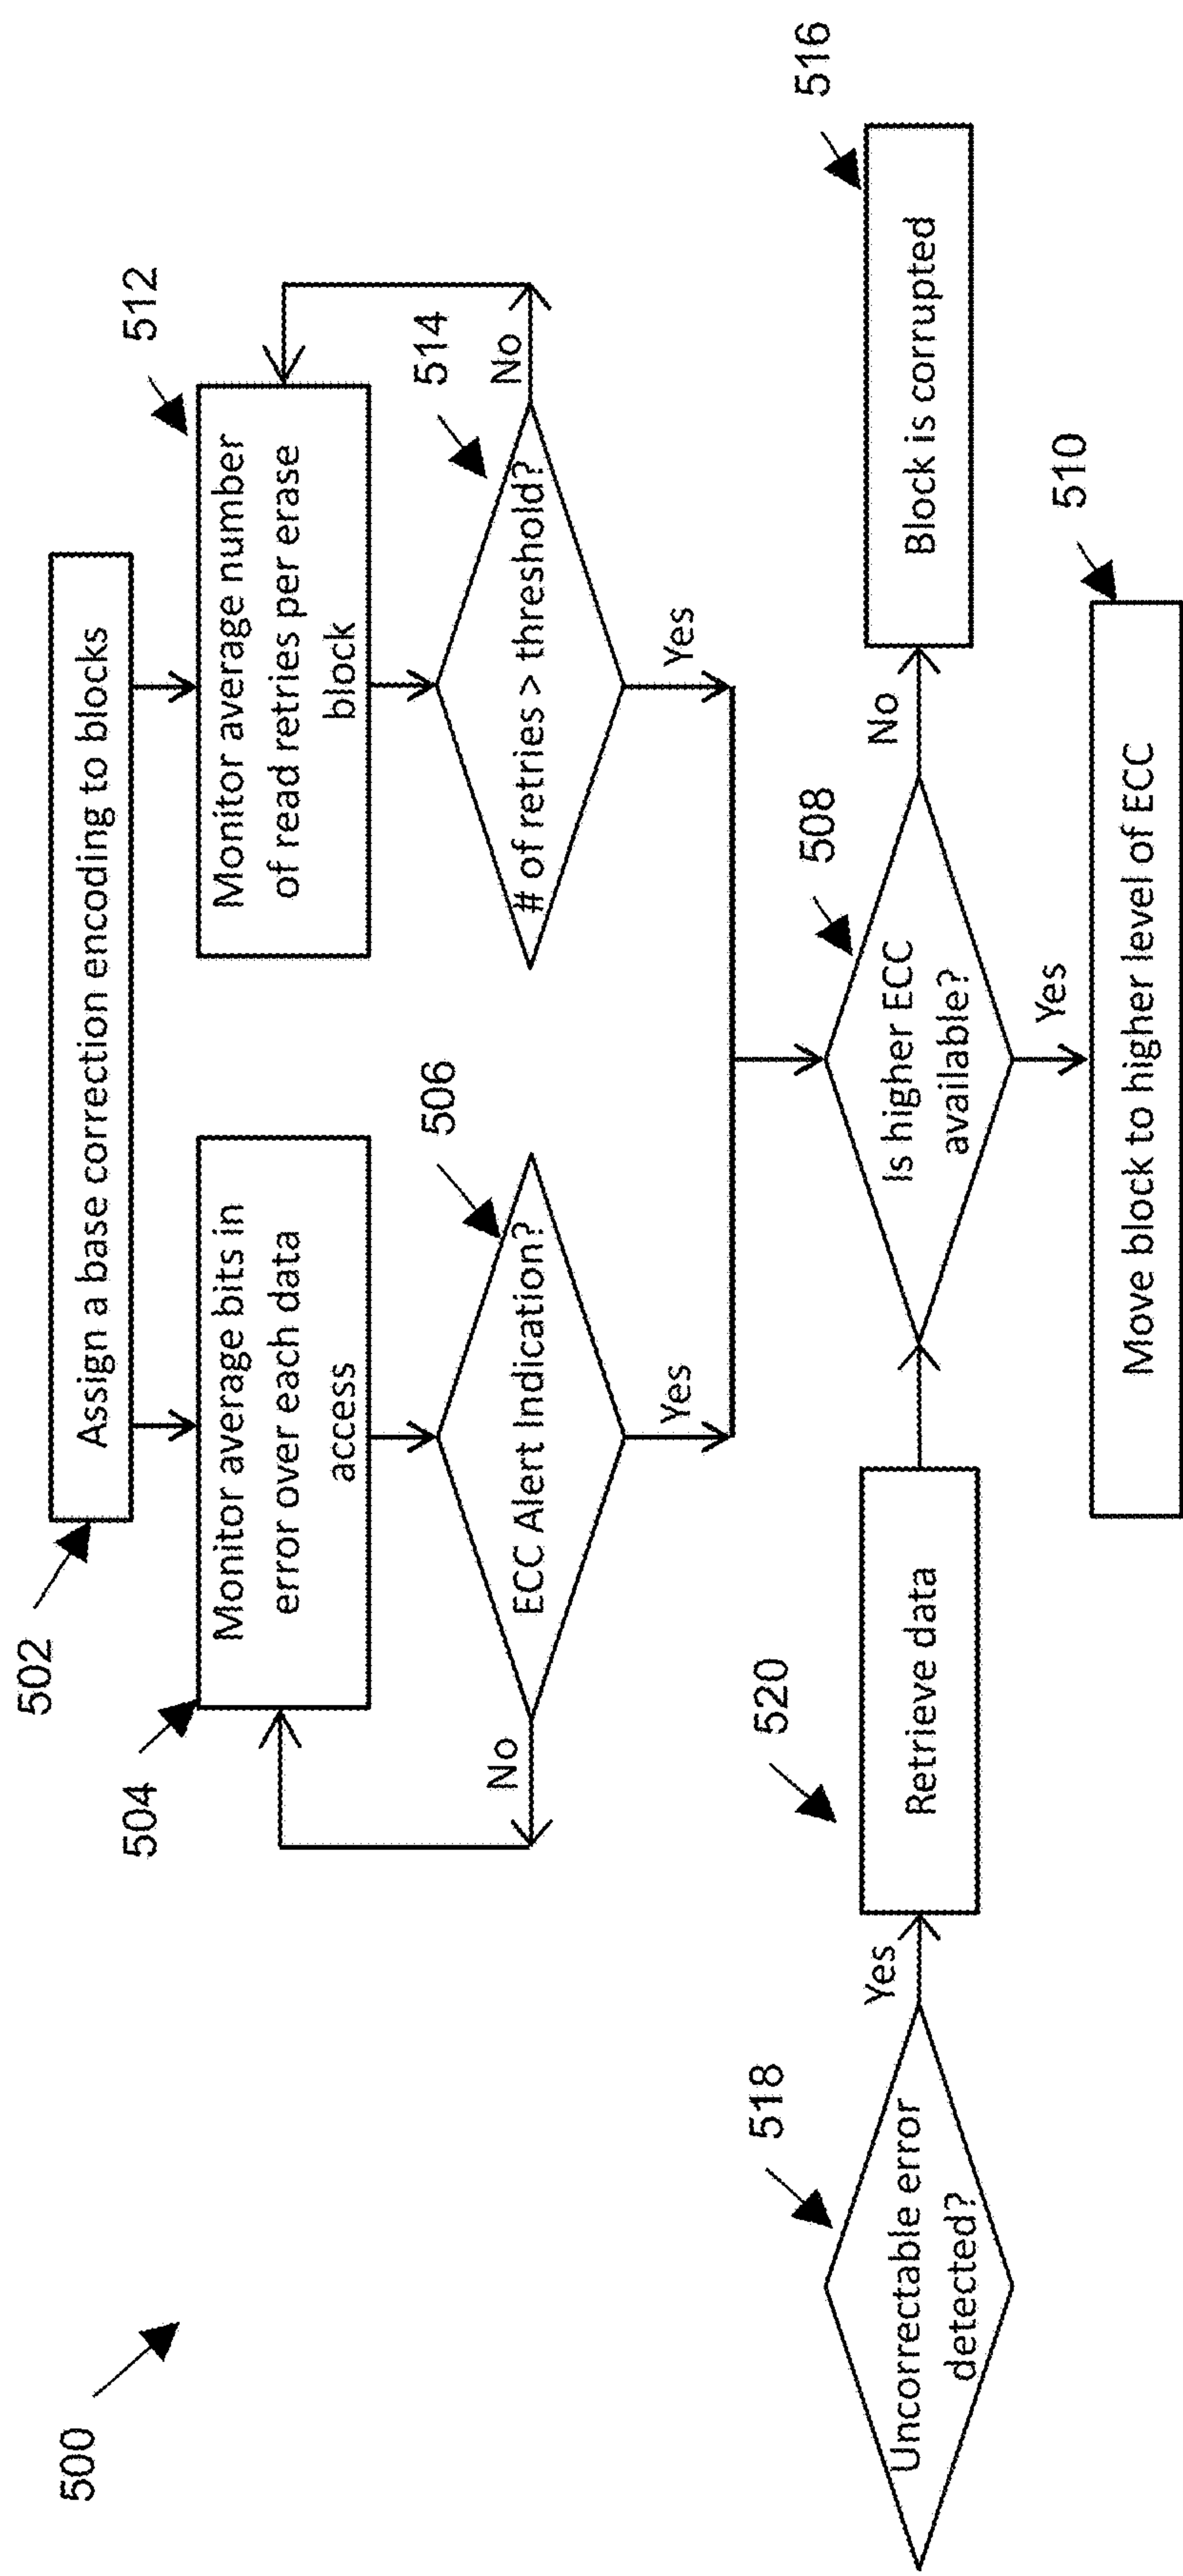 500
502
Assign a base correction encoding to blocks
504
Monitor average bits in
error over each data
access
512
Monitor average number
of read retries per erase
block
506
ECC Alert Indication?
No
Yes
514
# of retries > threshold?
No
Yes
518
Uncorrectable error
detected?
Yes
520
Retrieve data
508
Is higher ECC
available?
No
Yes
516
Block is corrupted
510
Move block to higher level of ECC